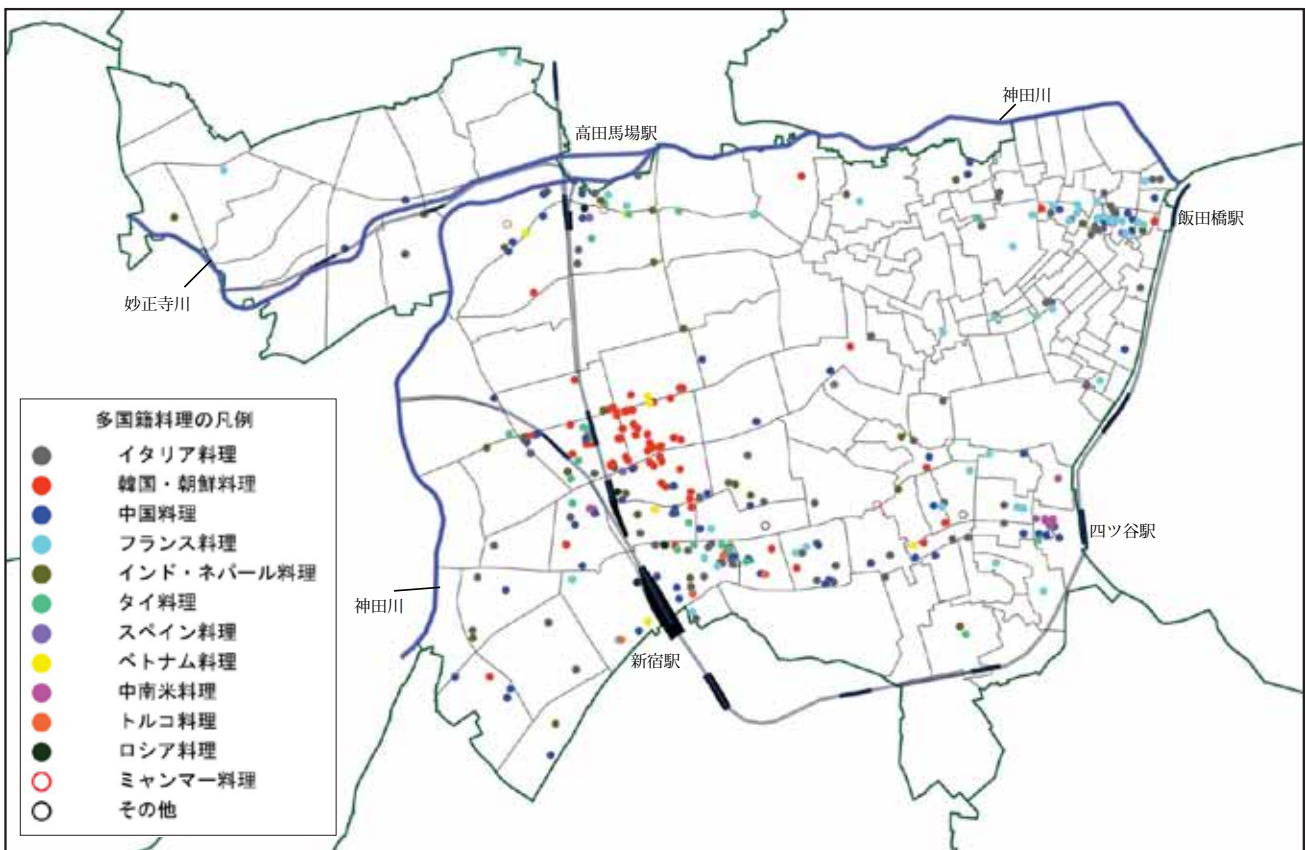 神田川
高田馬場駅
飯田橋駅
妙正寺川
多国籍料理の凡例
イタリア料理
韓国・朝鮮料理
中国料理
フランス料理
インド・ネパール料理
タイ料理
スペイン料理
ベトナム料理
中南米料理
トルコ料理
ロシア料理
ミャンマー料理
その他
四ツ谷駅
神田川
新宿駅